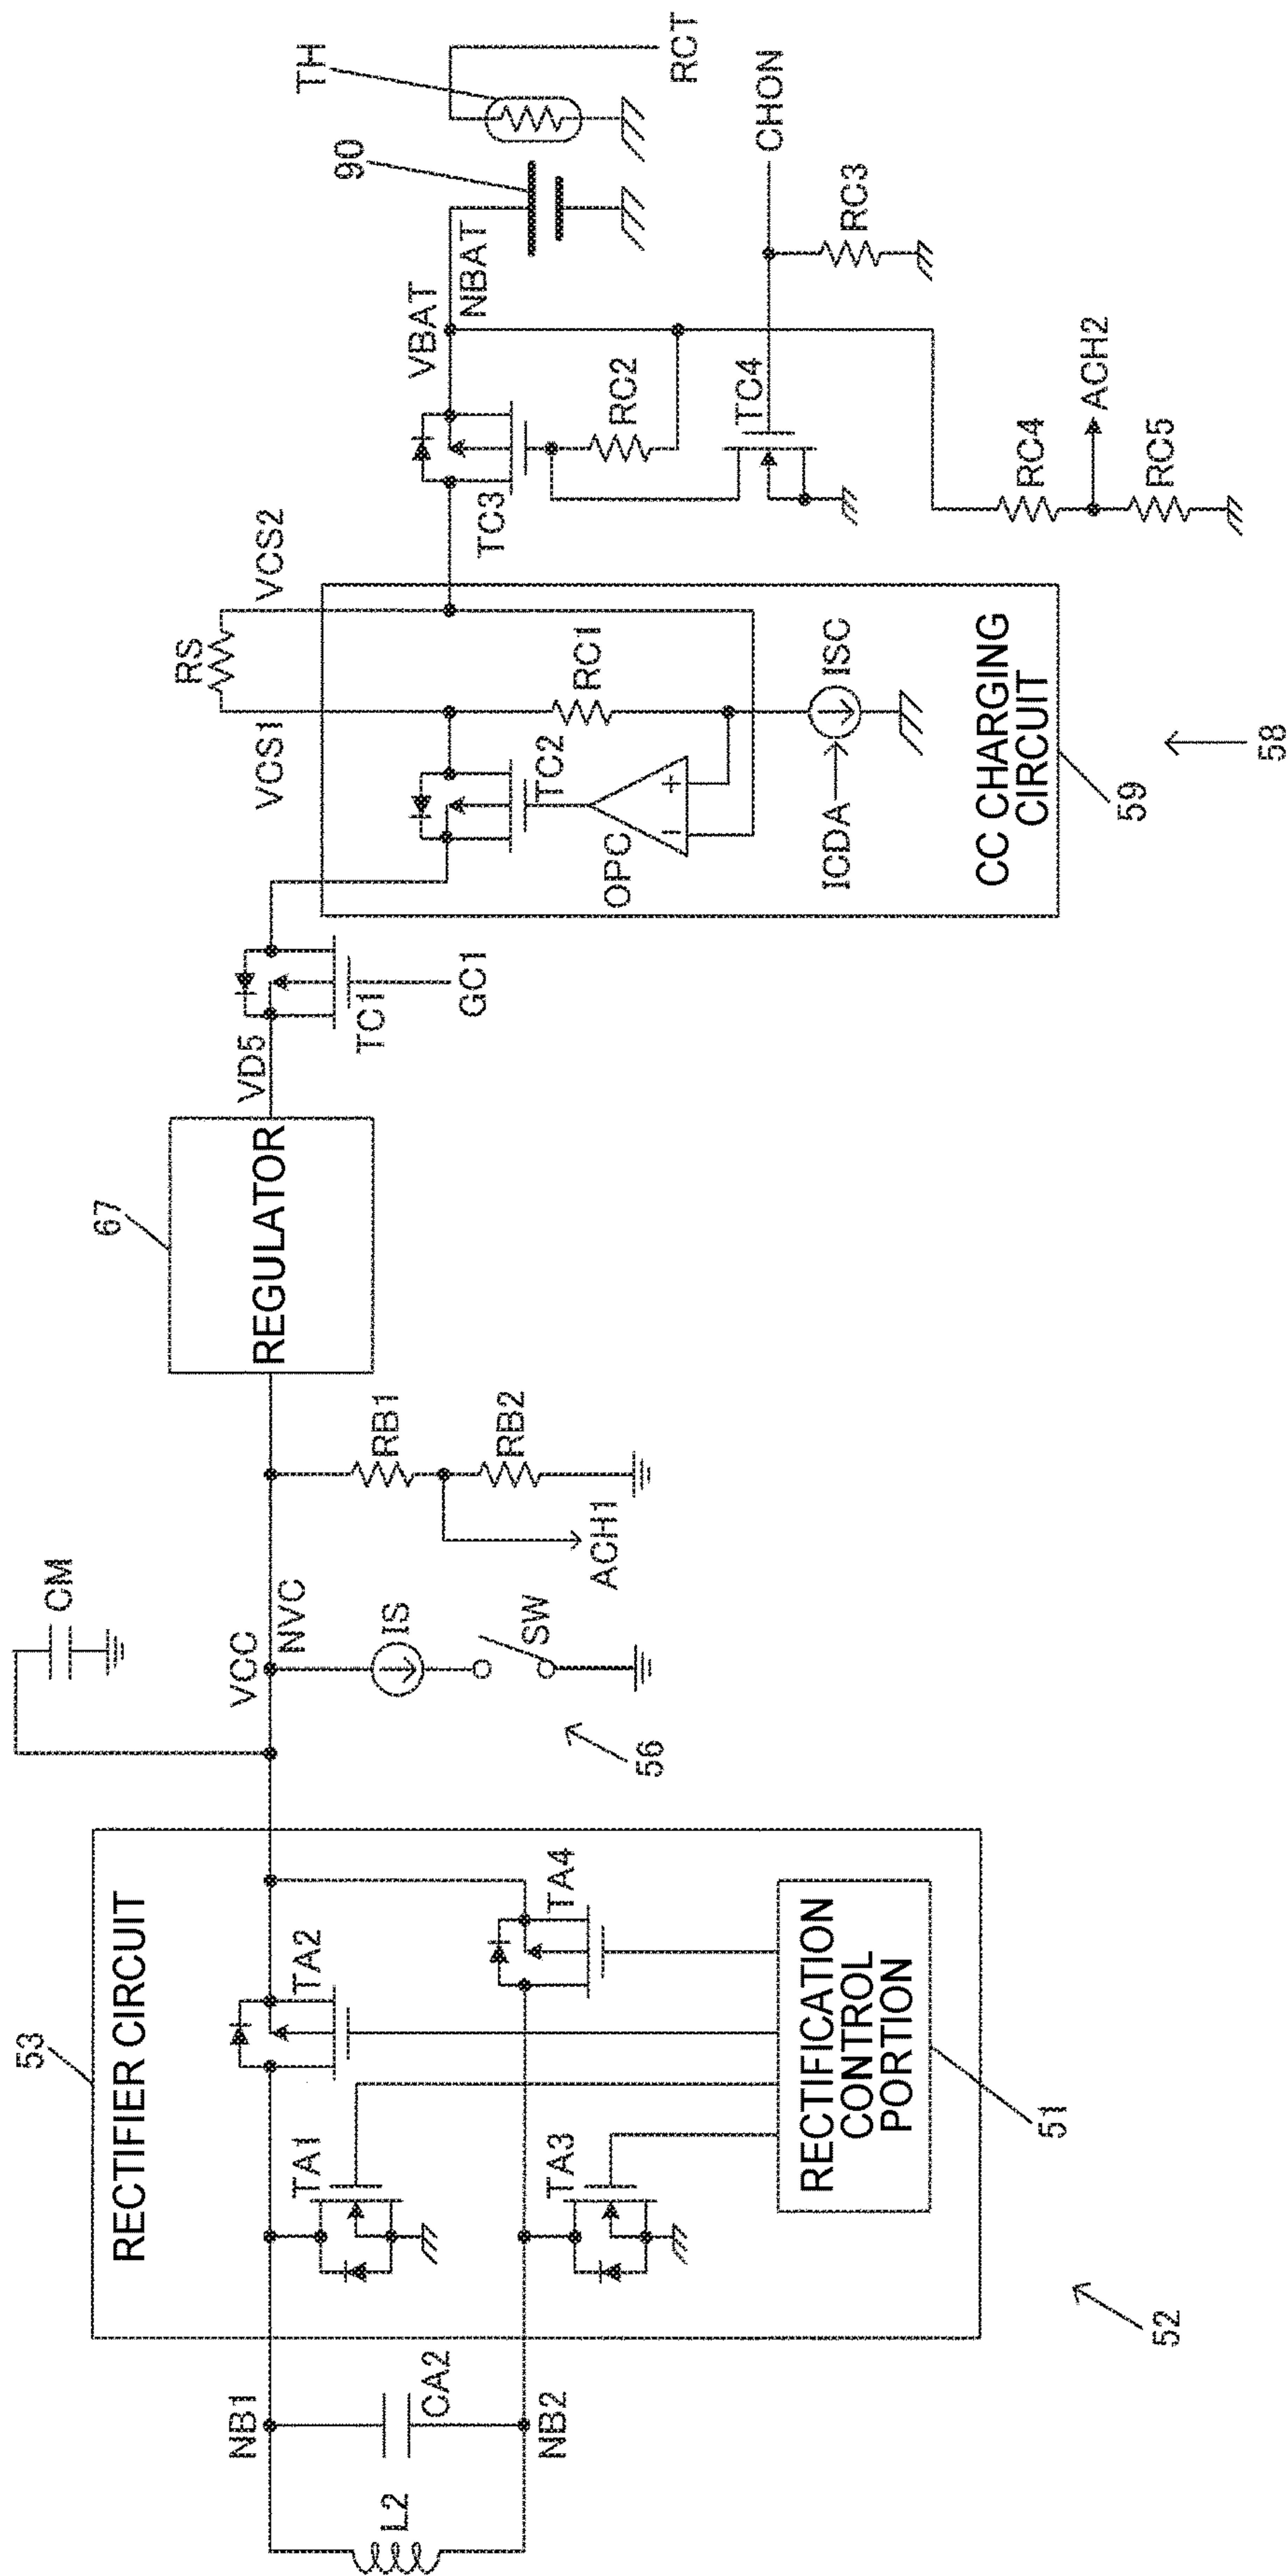 53
RECTIFIER CIRCUIT
NB1
CA2
L2
NB2
TA1
TA2
TA3
TA4
RECTIFICATION
CONTROL
PORTION
51
52
CM
VCC
NVC
IS
SW
56
RB1
RB2
ACH1
67
REGULATOR
VD5
TC1
GC1
VCS1
RS
VCS2
TC2
OPC
+
-
RC1
ICDA
ISC
CC CHARGING
CIRCUIT
59
58
TC3
VBAT
NBAT
90
TH
RCT
RC2
TC4
CHON
RC3
RC4
ACH2
RC5